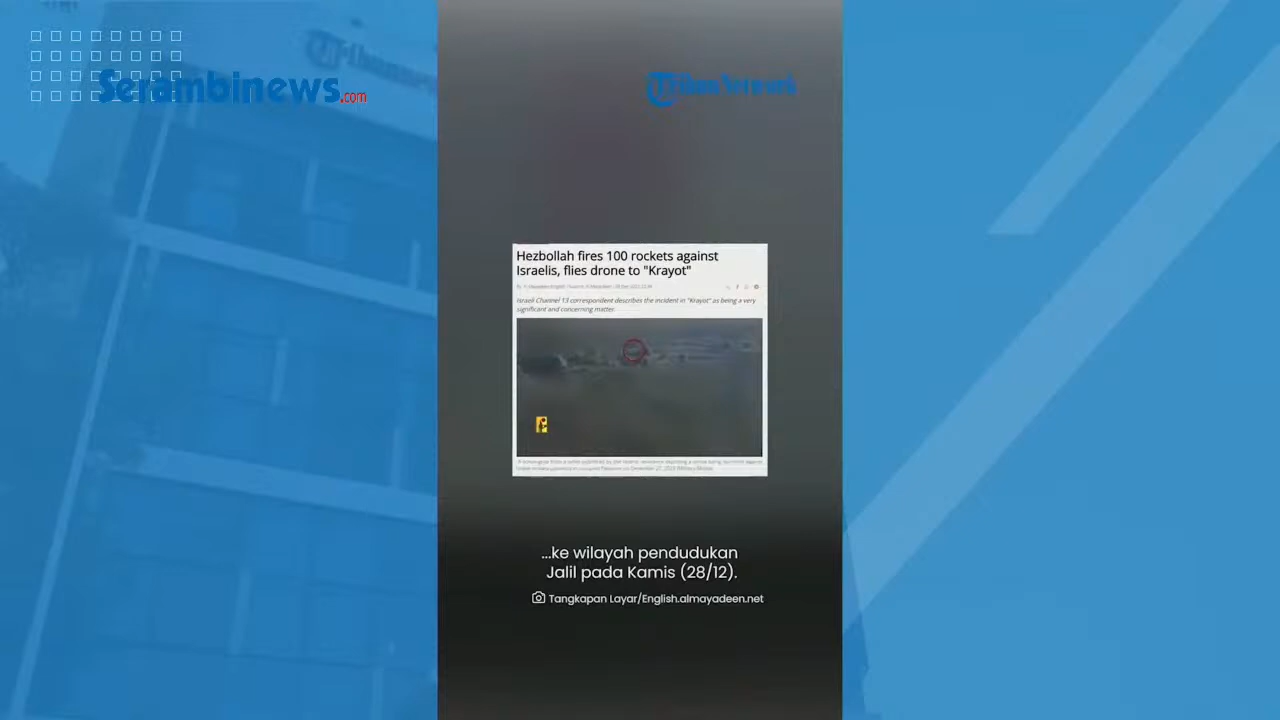 Serambinews.com
Tribun Network
Hezbollah fires 100 rockets against
Israelis, flies drone to "Krayot"
Israeli Channel 13 correspondent describes the incident in "Krayot" as being a very
significant and concerning matter.
...ke wilayah pendudukan
Jalil pada Kamis (28/12).
Tangkapan Layar/English.almayadeen.net